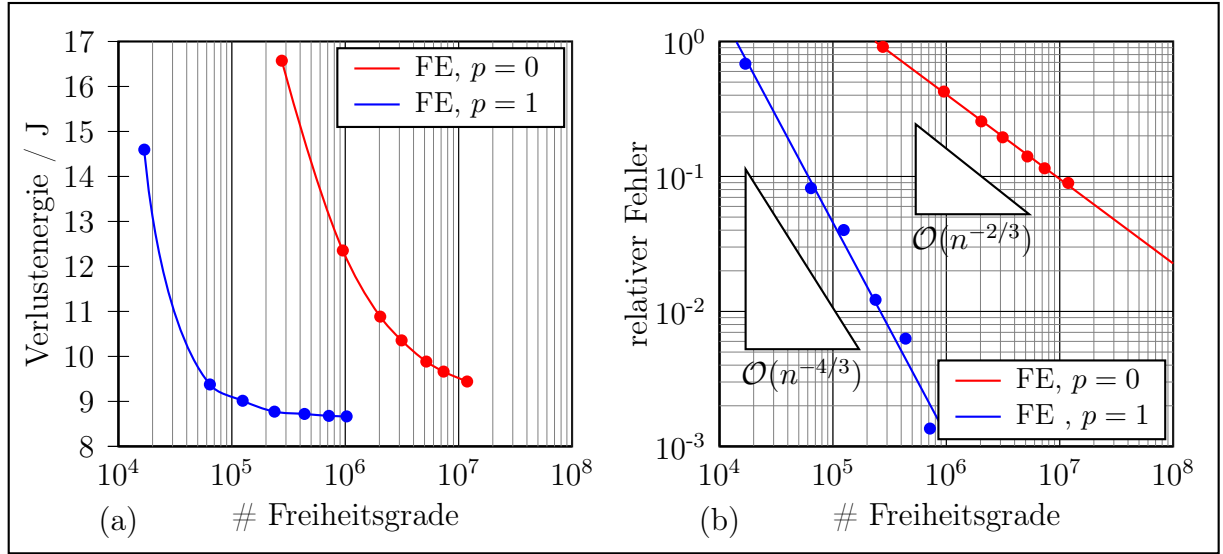 17
16
15
14
13
12
11
10
9
8
Verlustenergie / J
10^4
10^5
10^6
10^7
10^8
# Freiheitsgrade
(a)
FE, p = 0
FE, p = 1
10^0
10^-1
10^-2
10^-3
relativer Fehler
10^4
10^5
10^6
10^7
10^8
# Freiheitsgrade
(b)
O(n^-2/3)
O(n^-4/3)
FE, p = 0
FE , p = 1